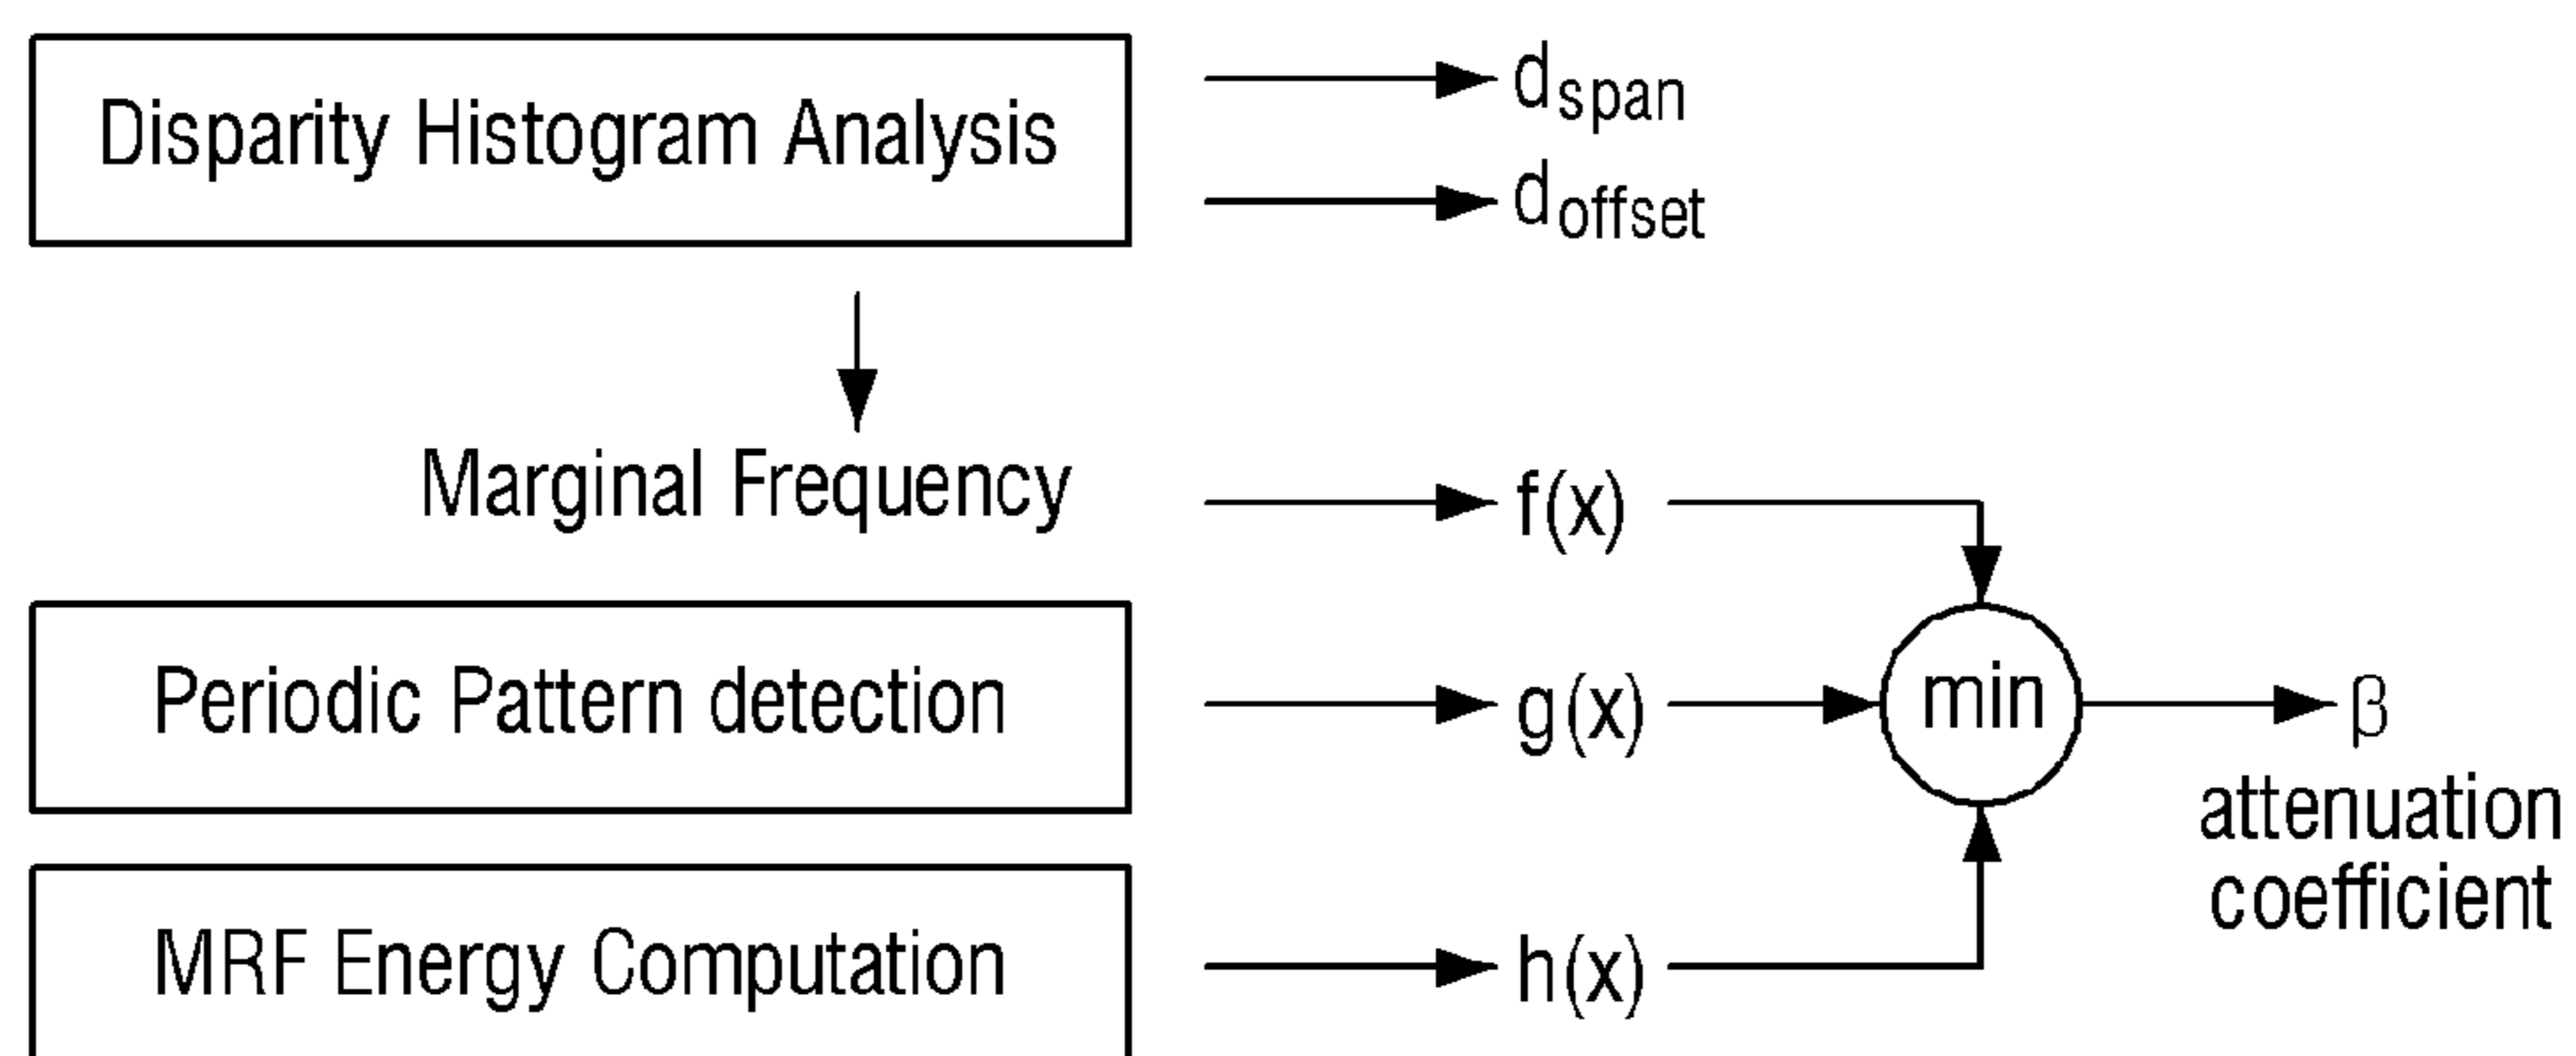 Disparity Histogram Analysis
dspan
doffset
Marginal Frequency
f(x)
Periodic Pattern detection
g(x)
min
β
attenuation
coefficient
MRF Energy Computation
h(x)